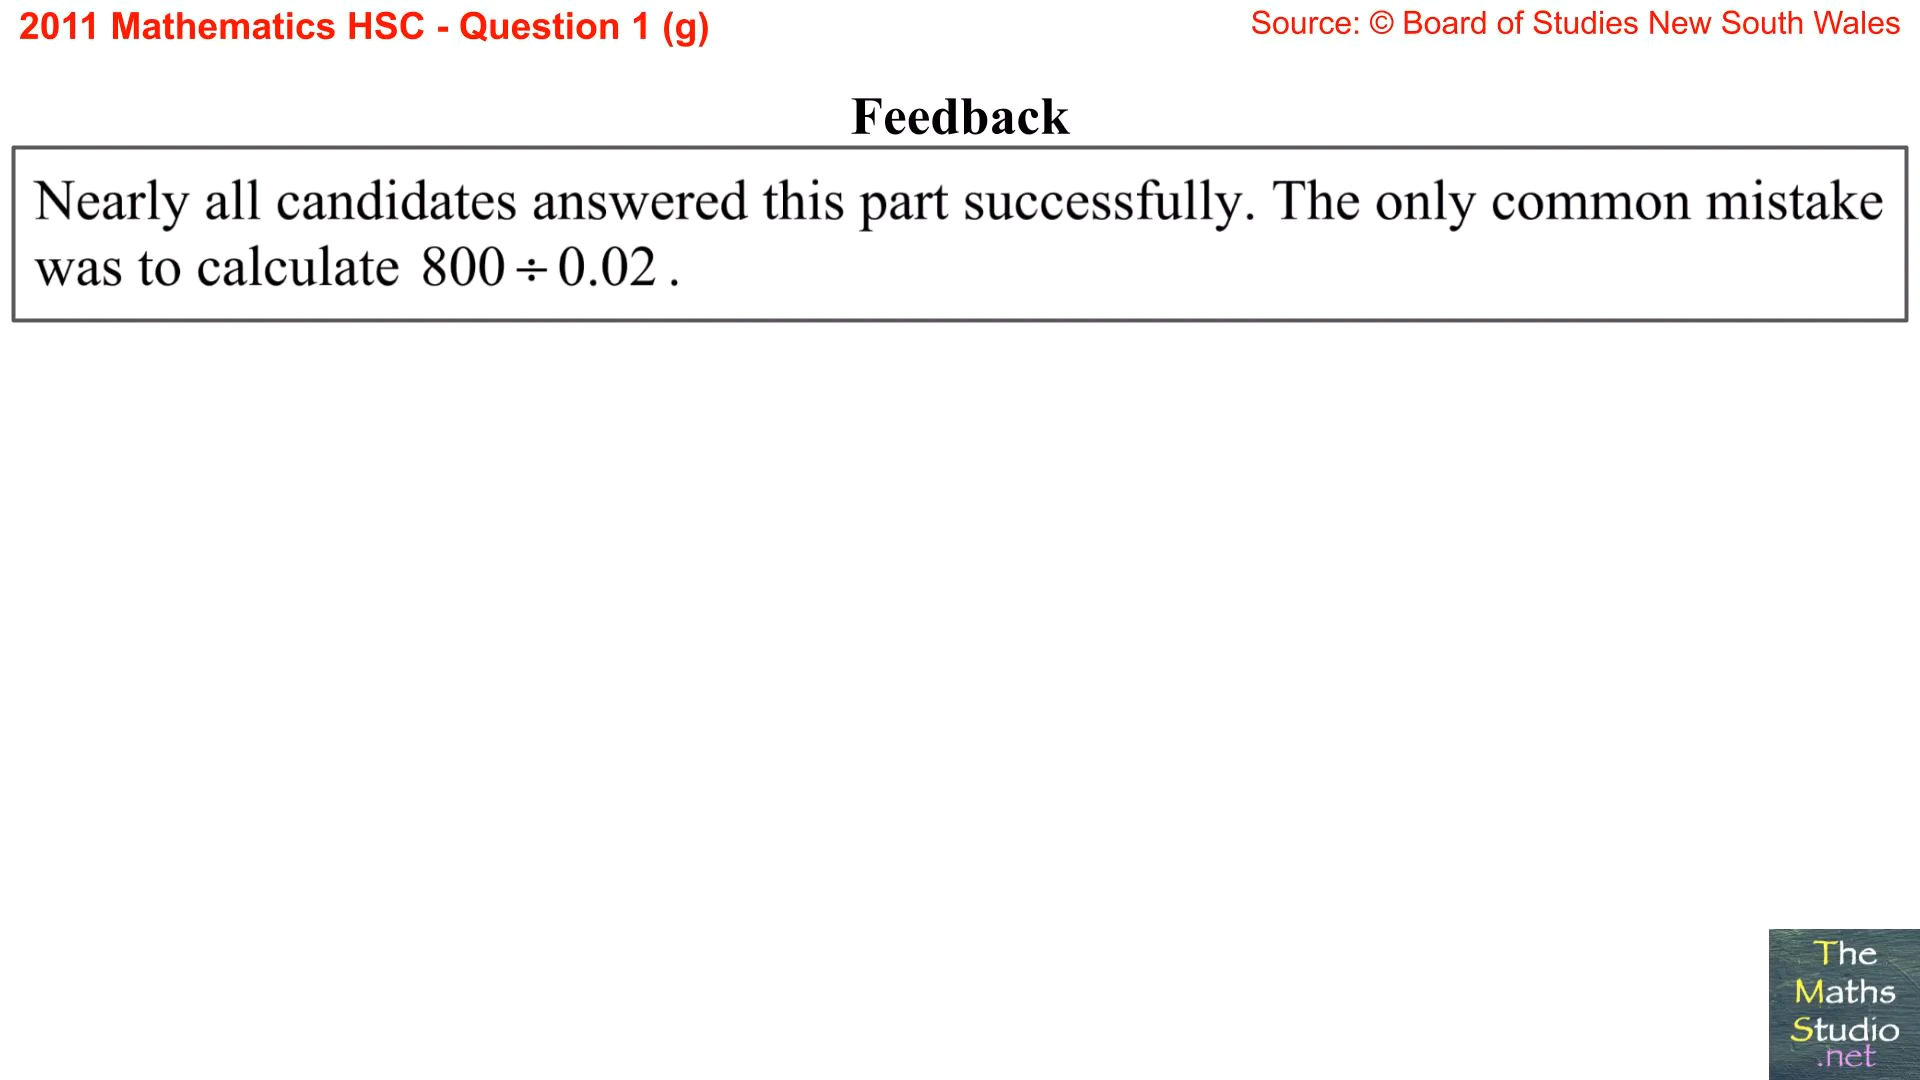 2011 Mathematics HSC - Question 1 (g)
Source: © Board of Studies New South Wales
Feedback
Nearly all candidates answered this part successfully. The only common mistake
was to calculate 800 ÷ 0.02 .
The
Maths
Studio
.net